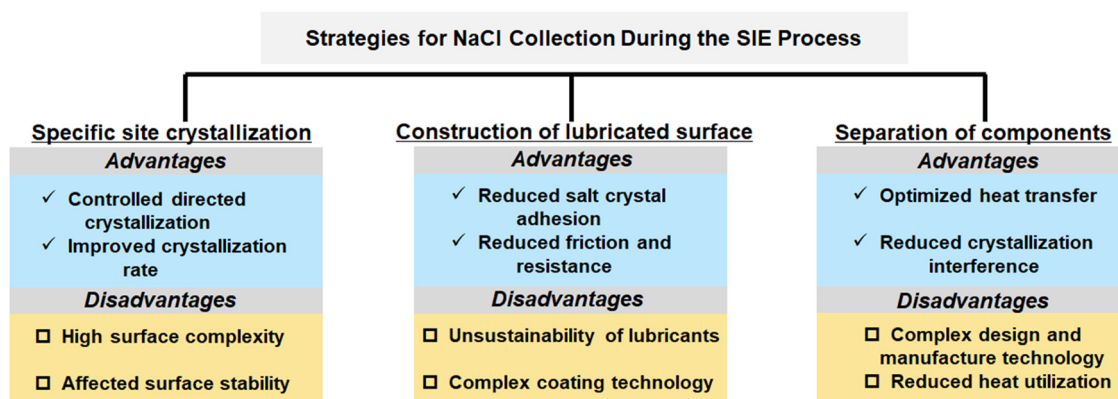 Strategies for NaCl Collection During the SIE Process
Specific site crystallization
Advantages
✓ Controlled directed
crystallization
✓ Improved crystallization
rate
Disadvantages
□ High surface complexity
□ Affected surface stability
Construction of lubricated surface
Advantages
✓ Reduced salt crystal
adhesion
✓ Reduced friction and
resistance
Disadvantages
□ Unsustainability of lubricants
□ Complex coating technology
Separation of components
Advantages
✓ Optimized heat transfer
✓ Reduced crystallization
interference
Disadvantages
□ Complex design and
manufacture technology
□ Reduced heat utilization